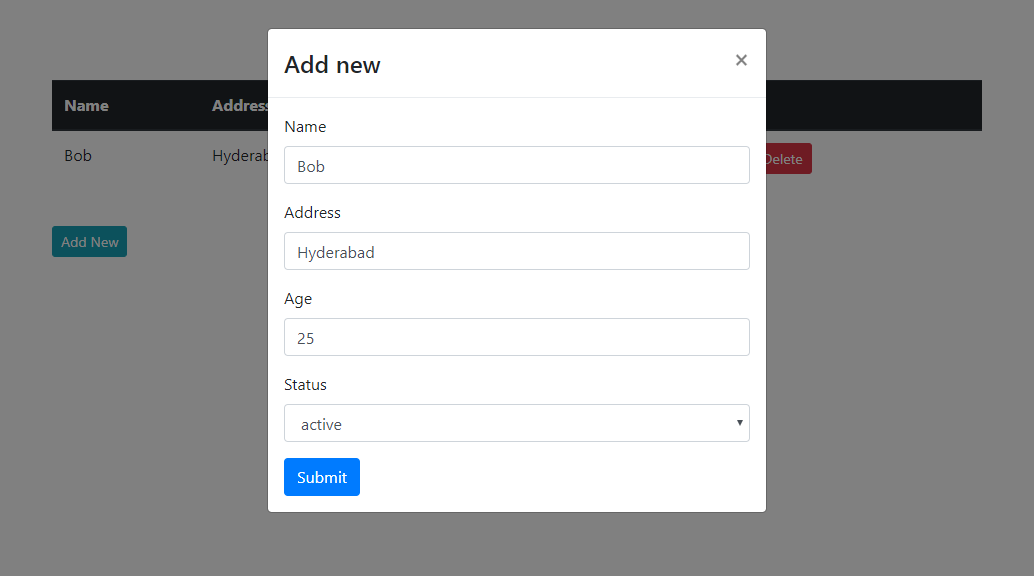 Add new ×
Name Address
Name
Bob Hyderab
Bob
Delete
Address
Add New
Hyderabad
Age
25
Status
active
Submit